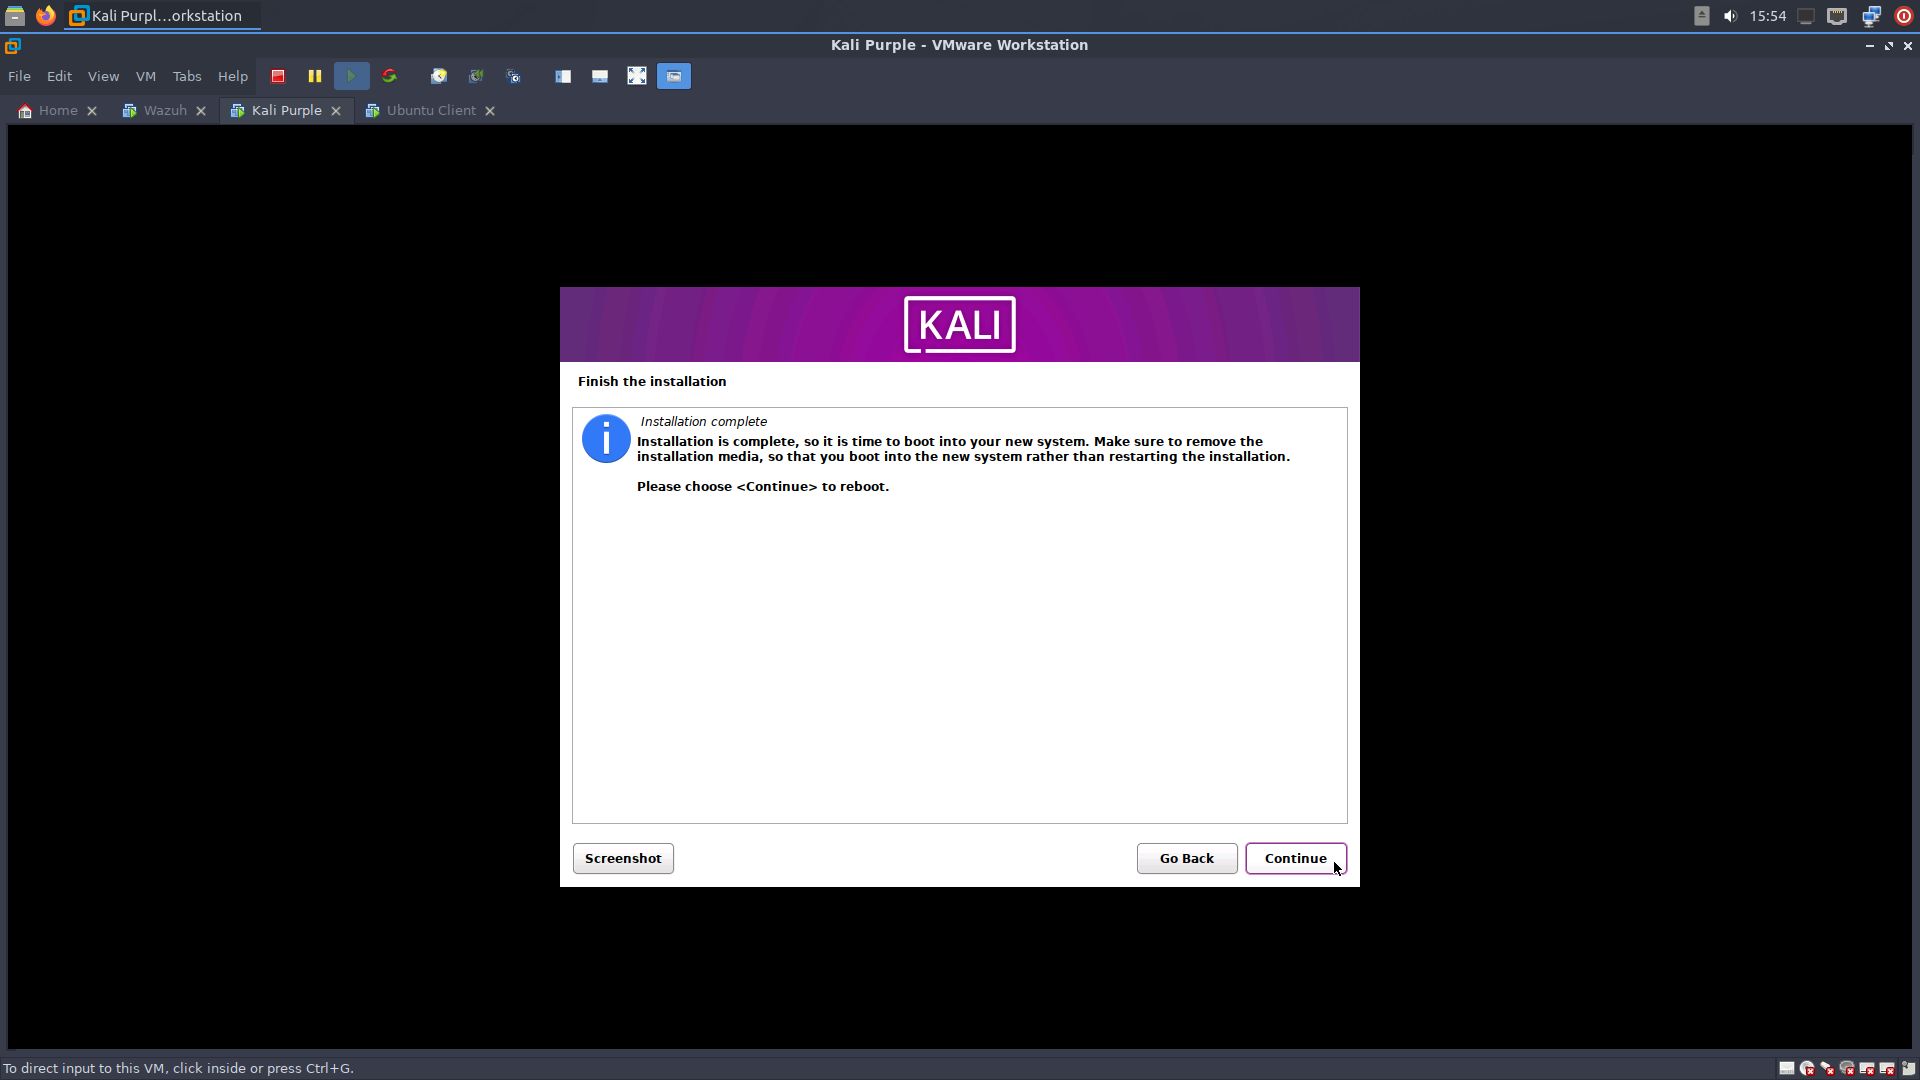 Kali Purpl...orkstation
15:54
Kali Purple - VMware Workstation
File Edit View VM Tabs Help
Home Wazuh Kali Purple Ubuntu Client
KALI
Finish the installation
Installation complete
Installation is complete, so it is time to boot into your new system. Make sure to remove the
installation media, so that you boot into the new system rather than restarting the installation.
Please choose <Continue> to reboot.
Screenshot Go Back Continue
To direct input to this VM, click inside or press Ctrl+G.